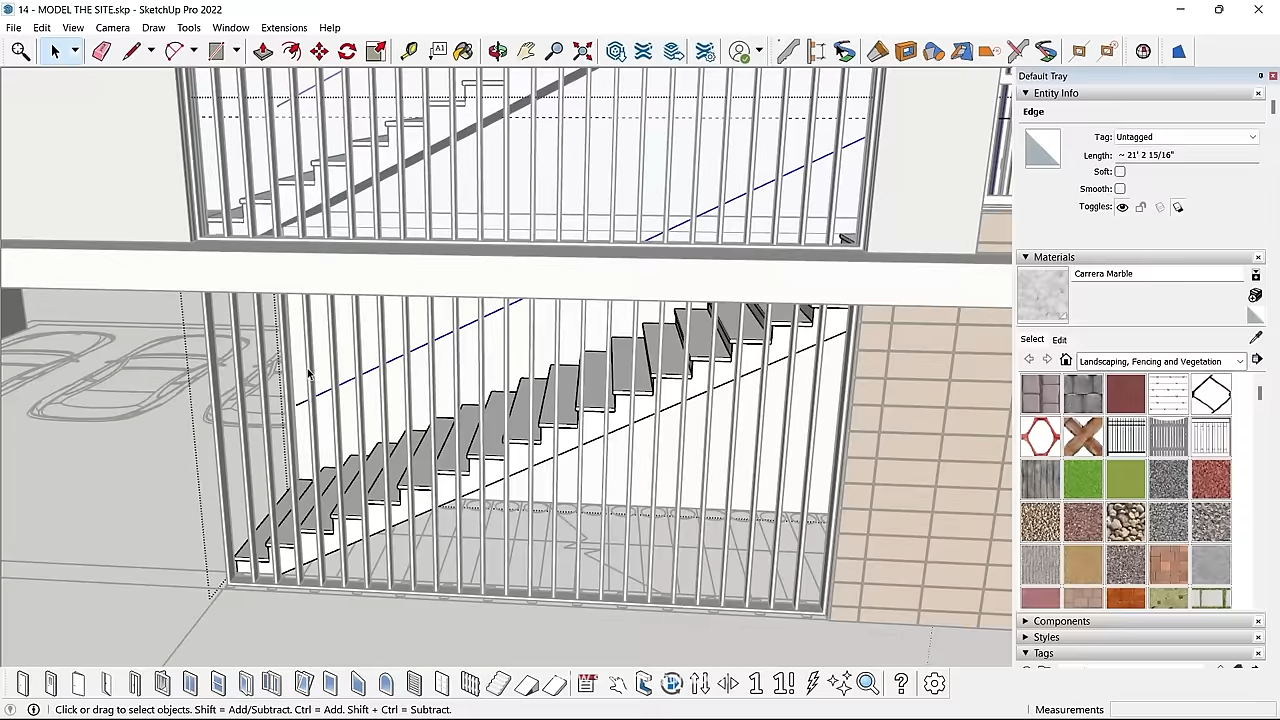 14 - MODEL THE SITE.skp - SketchUp Pro 2022
File Edit View Camera Draw Tools Window Extensions Help
Default Tray
Entity Info
Edge
Tag: Untagged
Length: ~ 21' 2 15/16"
Soft:
Smooth:
Toggles:
Materials
Carrera Marble
Select Edit
Landscaping, Fencing and Vegetation
Components
Styles
Tags
Click or drag to select objects. Shift = Add/Subtract. Ctrl = Add. Shift + Ctrl = Subtract.
Measurements